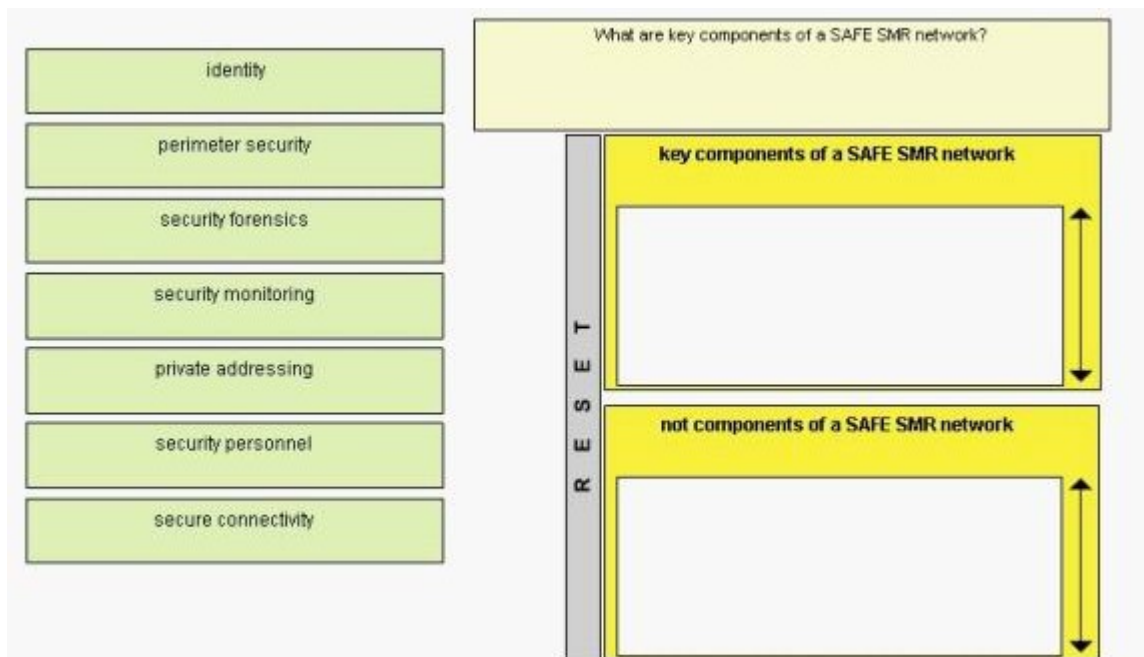 What are key components of a SAFE SMR network?
identity
perimeter security
security forensics
security monitoring
private addressing
security personnel
secure connectivity
RESET
key components of a SAFE SMR network
not components of a SAFE SMR network